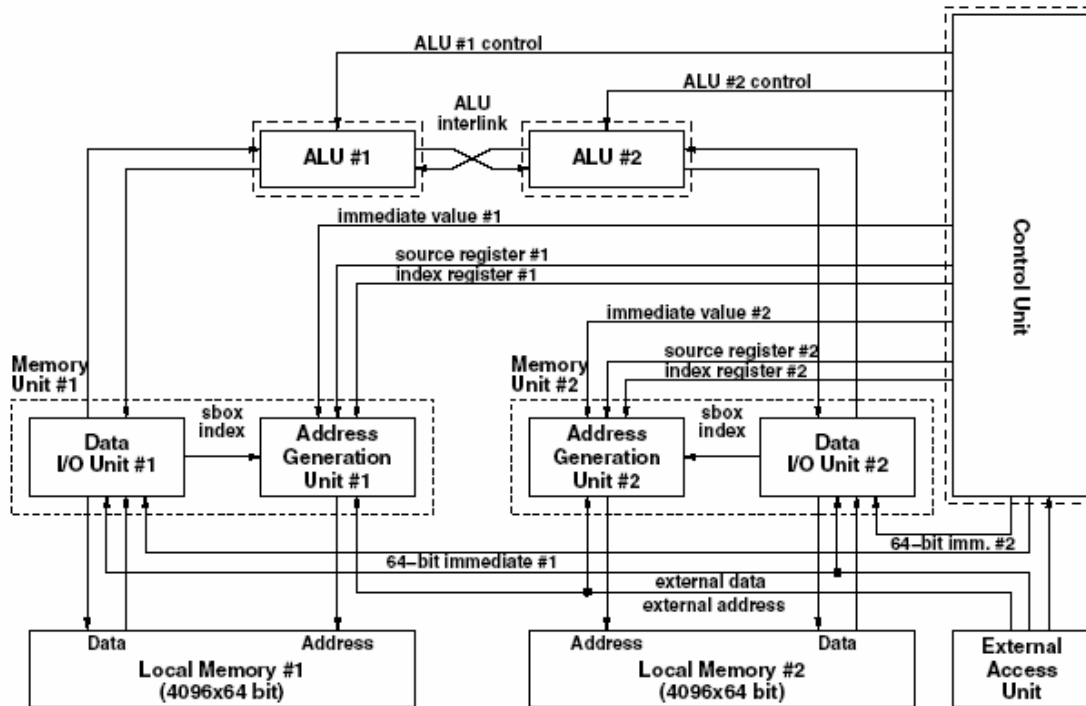 ALU #1 control
ALU #2 control
ALU
interlink
ALU #1
ALU #2
immediate value #1
source register #1
index register #1
Control Unit
immediate value #2
source register #2
index register #2
Memory
Unit #1
Memory
Unit #2
sbox
index
sbox
index
Data
I/O Unit #1
Address
Generation
Unit #1
Address
Generation
Unit #2
Data
I/O Unit #2
64-bit imm. #2
64-bit immediate #1
external data
external address
Data
Address
Local Memory #1
(4096x64 bit)
Address
Data
Local Memory #2
(4096x64 bit)
External
Access
Unit